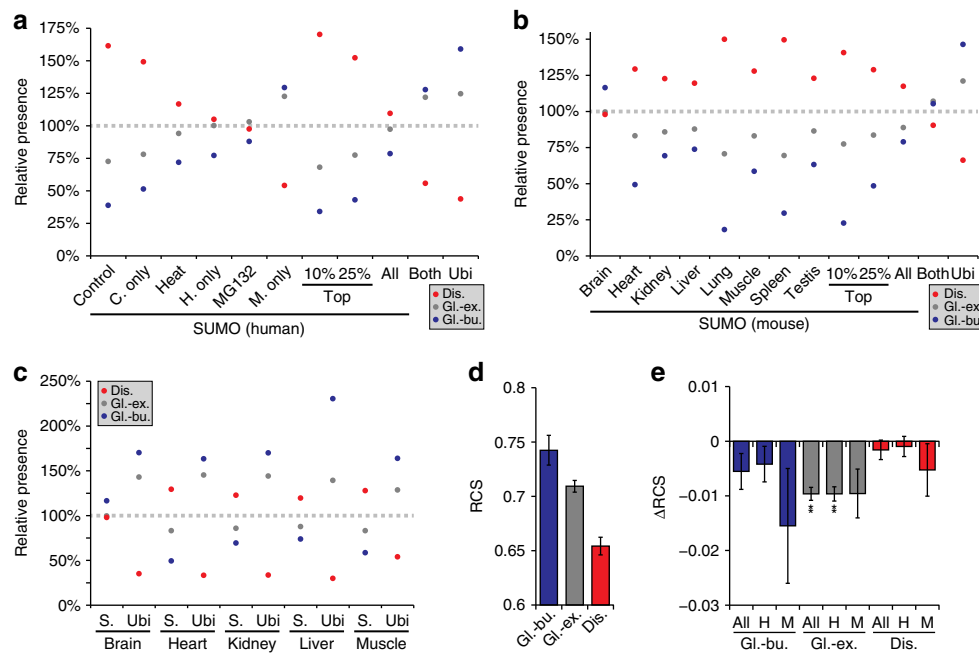 a
175%
150%
125%
100%
75%
50%
25%
0%
Relative presence
Control
C. only
Heat
H. only
MG132
M. only
10% 25%
Top
All
Both
Ubi
SUMO (human)
Dis.
Gl.-ex.
Gl.-bu.
b
150%
125%
100%
75%
50%
25%
0%
Relative presence
Brain
Heart
Kidney
Liver
Lung
Muscle
Spleen
Testis
10% 25%
Top
All
Both
Ubi
SUMO (mouse)
Dis.
Gl.-ex.
Gl.-bu.
c
250%
200%
150%
100%
50%
0%
Relative presence
Dis.
Gl.-ex.
Gl.-bu.
S. Ubi S. Ubi S. Ubi S. Ubi S. Ubi
Brain Heart Kidney Liver Muscle
d
0.8
0.75
0.7
0.65
0.6
RCS
Gl.-bu.
Gl.-ex.
Dis.
e
0.01
0
−0.01
−0.02
−0.03
ΔRCS
**
**
All H M All H M All H M
Gl.-bu. Gl.-ex. Dis.